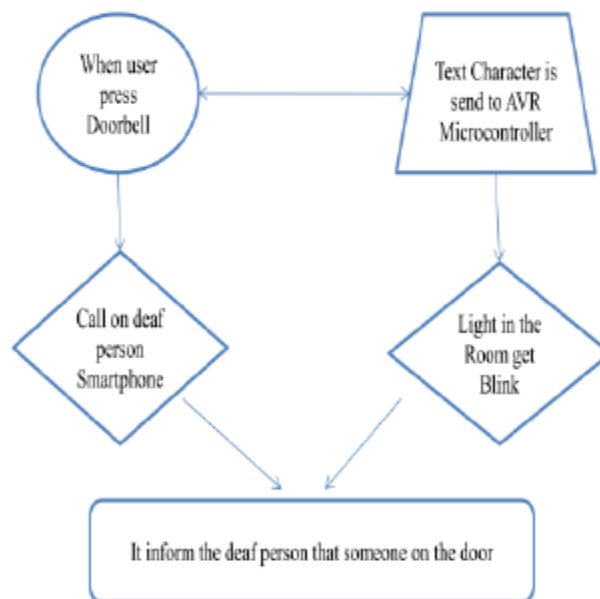 When user
press
Doorbell
Text Character is
send to AVR
Microcontroller
Call on deaf
person
Smartphone
Light in the
Room get
Blink
It inform the deaf person that someone on the door